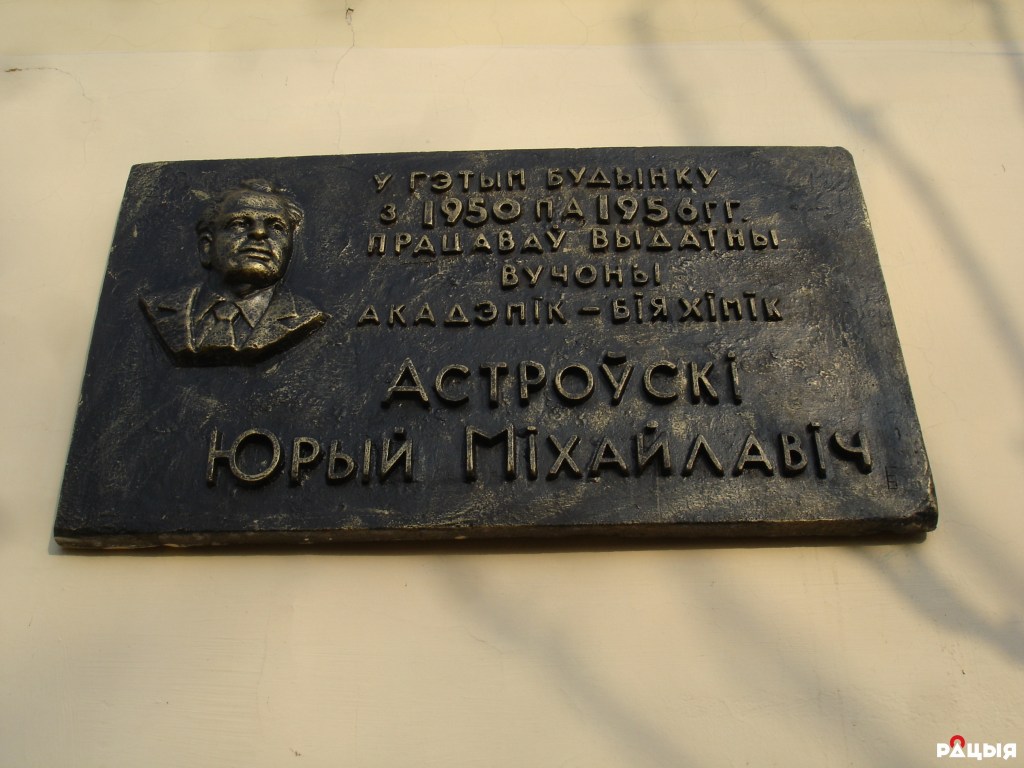 У ГЭТЫМ БУДЫНКУ
З 1950 ПА 1956 ГГ.
ПРАЦАВАЎ ВЫДАТНЫ
ВУЧОНЫ
АКАДЭМІК – БІЯХІМІК
АСТРОЎСКІ
ЮРЫЙ МІХАЙЛАВІЧ
РАЦЫЯ